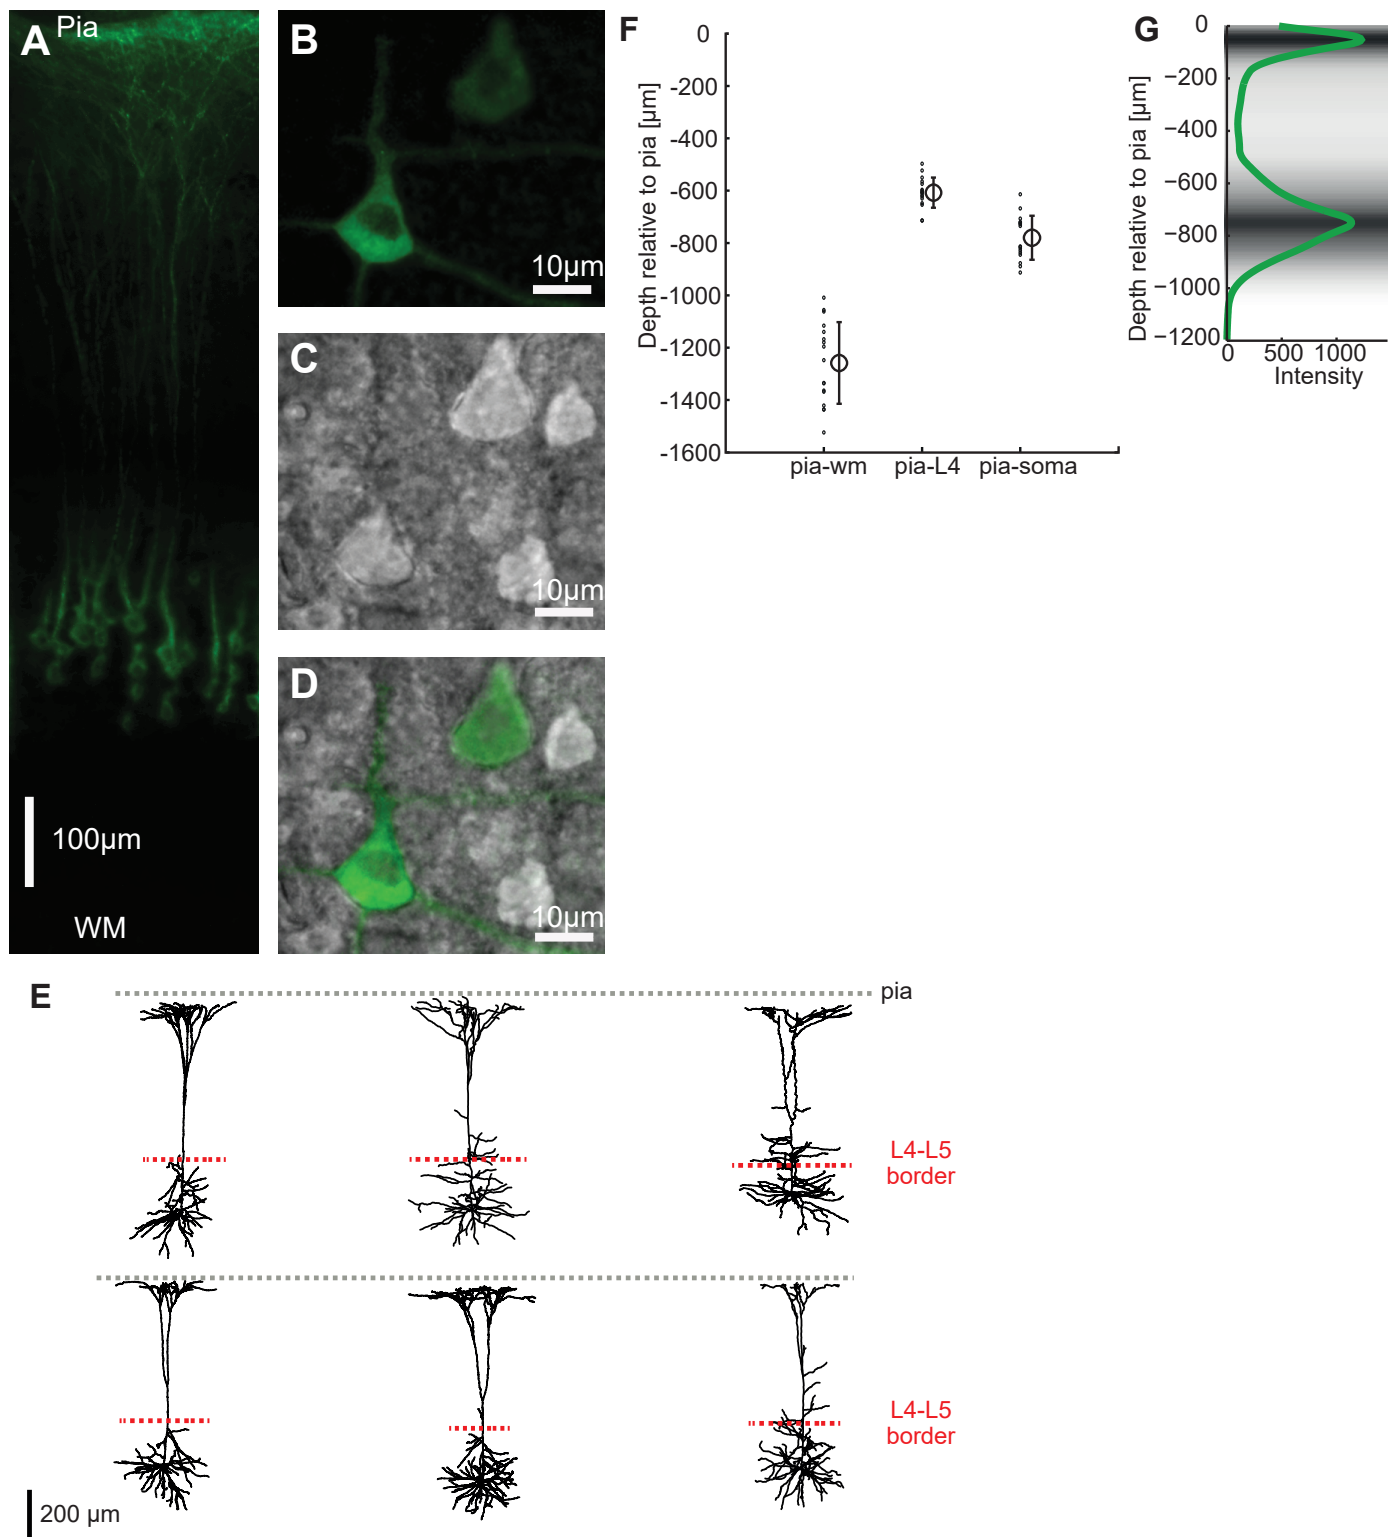 A Pia
100µm
WM
B
10µm
C
10µm
D
10µm
E
pia
L4-L5
border
L4-L5
border
200 µm
F
Depth relative to pia [µm]
0
-200
-400
-600
-800
-1000
-1200
-1400
-1600
pia-wm pia-L4 pia-soma
G
Depth relative to pia [µm]
0
−200
−400
−600
−800
−1000
−1200
0 500 1000
Intensity